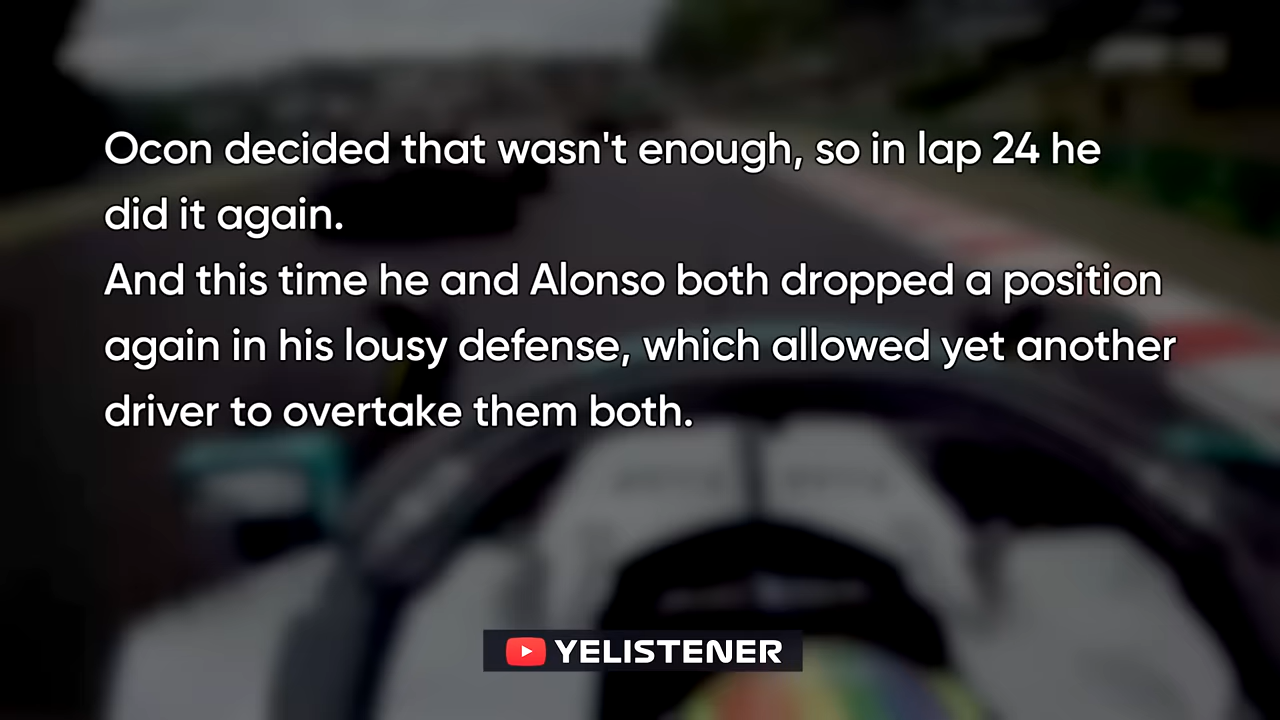 Ocon decided that wasn't enough, so in lap 24 he
did it again.
And this time he and Alonso both dropped a position
again in his lousy defense, which allowed yet another
driver to overtake them both.
YELISTENER